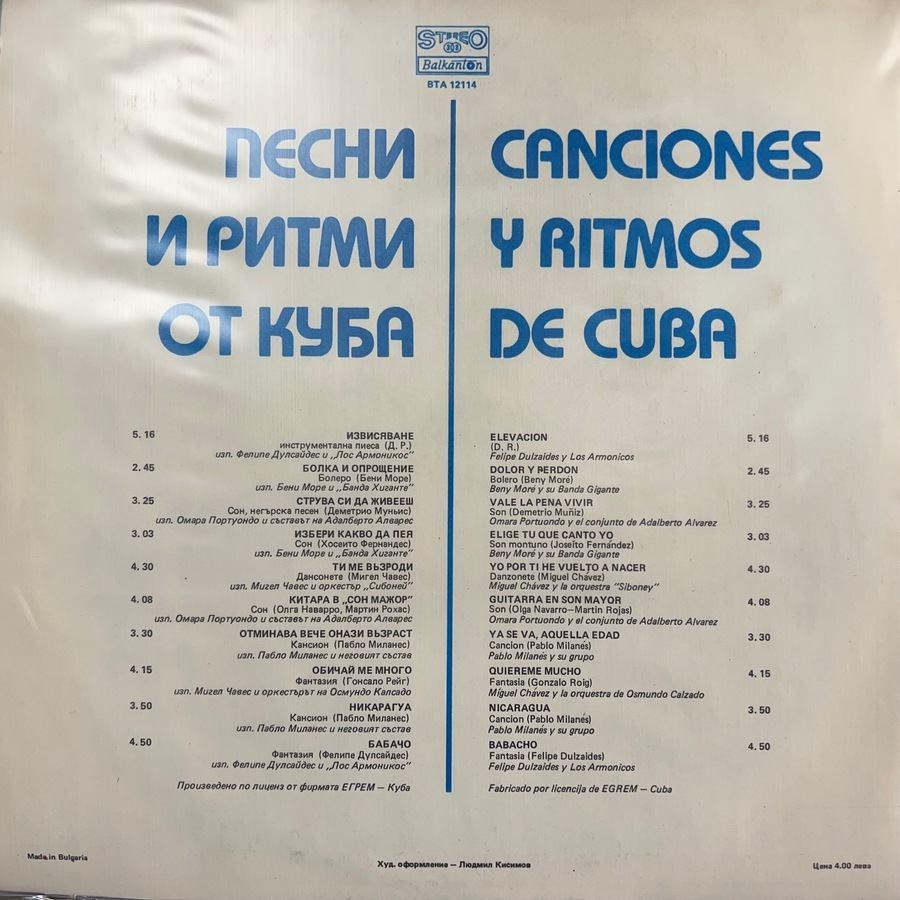 STEREO
Balkanton
BTA 12114
ПЕСНИ
И РИТМИ
ОТ КУБА
CANCIONES
Y RITMOS
DE CUBA
5. 16 ИЗВИСЯВАНЕ
инструментална пиеса (Д. Р.)
изп. Фелипе Дулсайдес и „Лос Армоникос"
2. 45 БОЛКА И ОПРОЩЕНИЕ
Болеро (Бени Море)
изп. Бени Море и „Банда Хиганте"
3. 25 СТРУВА СИ ДА ЖИВЕЕШ
Сон, негърска песен (Деметрио Муньис)
изп. Омара Портуондо и съставът на Адалберто Алварес
3. 03 ИЗБЕРИ КАКВО ДА ПЕЯ
Сон (Хосеито Фернандес)
изп. Бени Море и „Банда Хиганте"
4. 30 ТИ МЕ ВЪЗРОДИ
Дансонете (Мигел Чавес)
изп. Мигел Чавес и оркестър „Сибоней"
4. 08 КИТАРА В „СОН МАЖОР"
Сон (Олга Наварро, Мартин Рохас)
изп. Омара Портуондо и съставът на Адалберто Алварес
3. 30 ОТМИНАВА ВЕЧЕ ОНАЗИ ВЪЗРАСТ
Кансион (Пабло Миланес)
изп. Пабло Миланес и неговият състав
4. 15 ОБИЧАЙ МЕ МНОГО
Фантазия (Гонсало Рейг)
изп. Мигел Чавес и оркестърът на Осмундо Калсадо
3. 50 НИКАРАГУА
Кансион (Пабло Миланес)
изп. Пабло Миланес и неговият състав
4. 50 БАБАЧО
Фантазия (Фелипе Дулсайдес)
изп. Фелипе Дулсайдес и „Лос Армоникос"
Произведено по лиценз от фирмата ЕГРЕМ — Куба
ELEVACION 5. 16
(D. R.)
Felipe Dulzaides y Los Armonicos
DOLOR Y PERDON 2. 45
Bolero (Beny Moré)
Beny Moré y su Banda Gigante
VALE LA PENA VIVIR 3. 25
Son (Demetrio Muñiz)
Omara Portuondo y el conjunto de Adalberto Alvarez
ELIGE TU QUE CANTO YO 3. 03
Son montuno (Joseíto Fernández)
Beny Moré y su Banda Gigante
YO POR TI HE VUELTO A NACER 4. 30
Danzonete (Miguel Chávez)
Miguel Chávez y la orquestra "Siboney"
GUITARRA EN SON MAYOR 4. 08
Son (Olga Navarro—Martin Rojas)
Omara Portuondo y el conjunto de Adalberto Alvarez
YA SE VA, AQUELLA EDAD 3. 30
Cancion (Pablo Milanés)
Pablo Milanés y su grupo
QUIEREME MUCHO 4. 15
Fantasia (Gonzalo Roig)
Míguel Chávez y la orquestra de Osmundo Calzado
NICARAGUA 3. 50
Cancion (Pablo Milanés)
Pablo Milanés y su grupo
BABACHO 4. 50
Fantasia (Felipe Dulzaides)
Felipe Dulzaides y Los Armonicos
Fabricado por licencija de EGREM — Cuba
Made in Bulgaria
Худ. оформление — Людмил Кисимов
Цена 4.00 лева